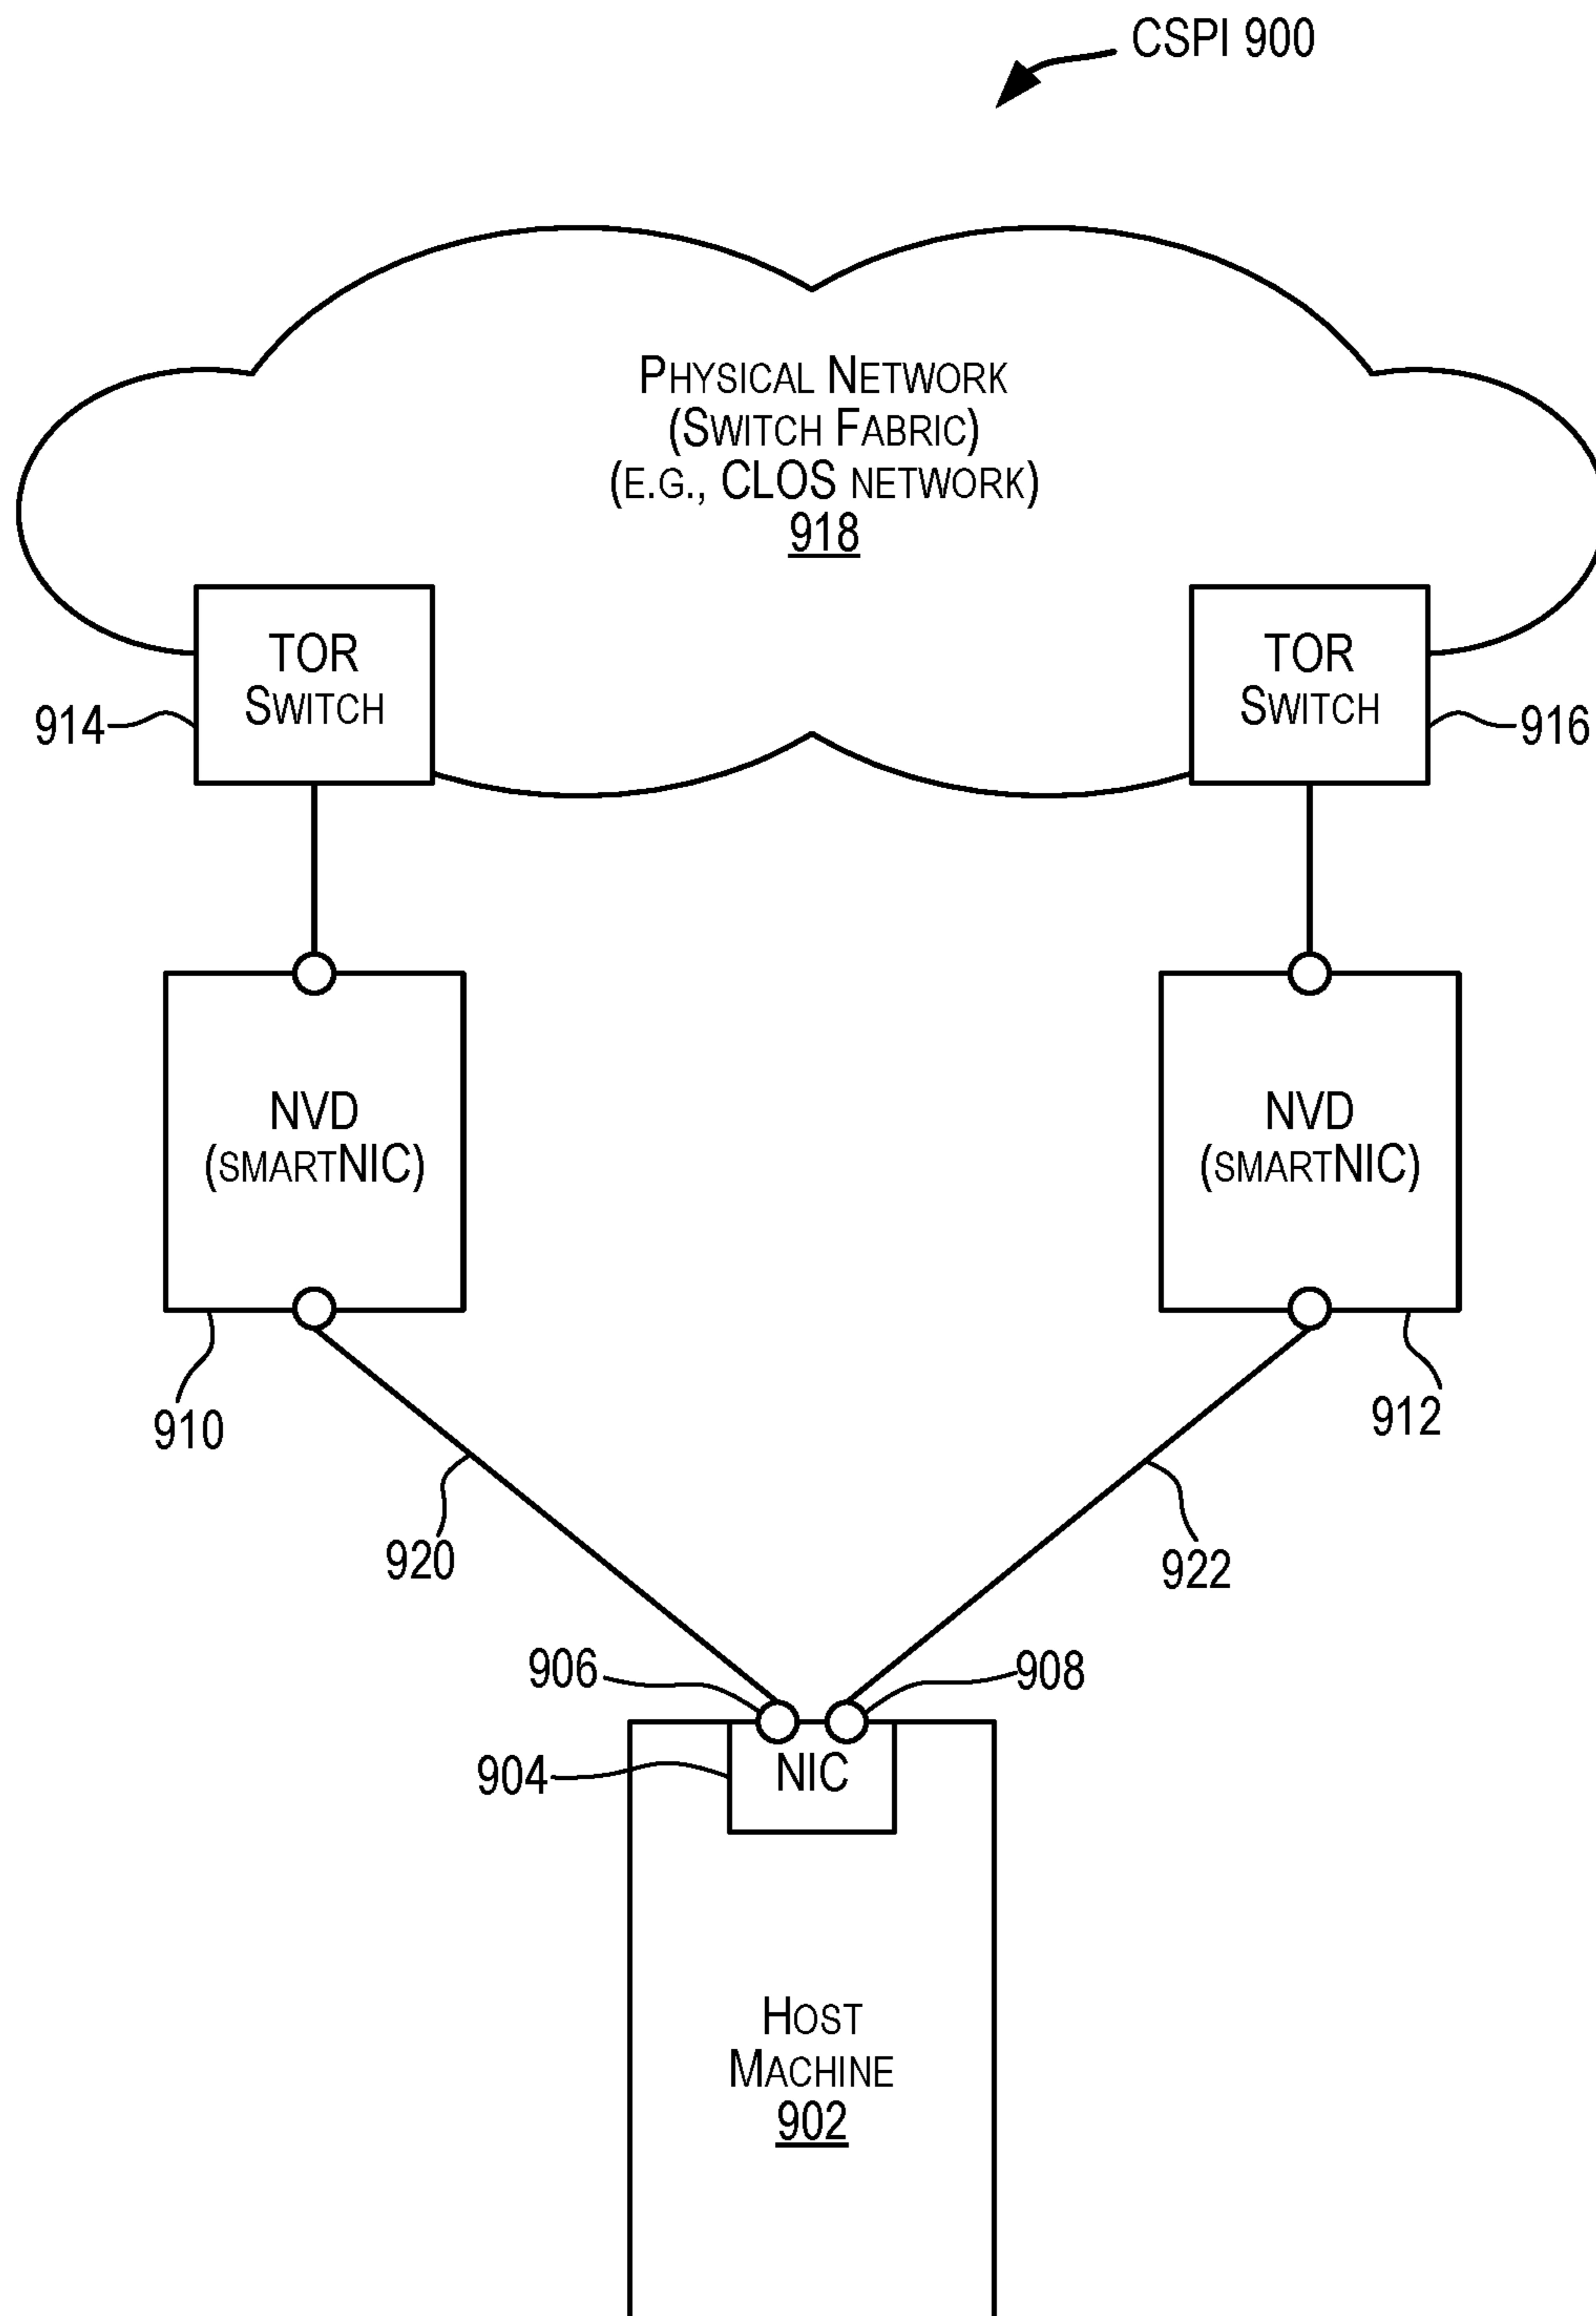 CSPI 900
Physical Network
(Switch Fabric)
(e.g., CLOS network)
918
TOR
Switch
TOR
Switch
914
916
NVD
(smartNIC)
NVD
(smartNIC)
910
912
920
922
906
908
904
NIC
Host
Machine
902